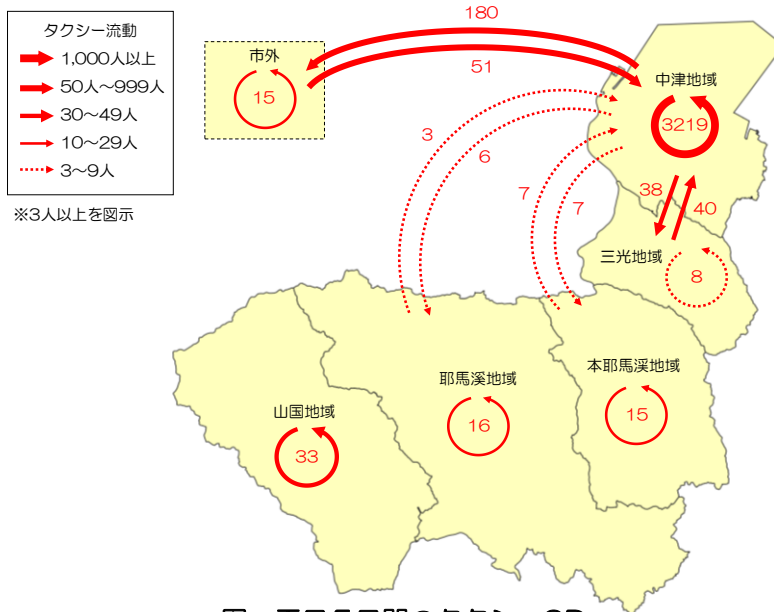 タクシー流動
1,000人以上
50人~999人
30~49人
10~29人
3~9人
※3人以上を図示
市外
15
180
51
中津地域
3219
3
6
7
7
38
40
三光地域
8
本耶馬溪地域
15
耶馬溪地域
16
山国地域
33